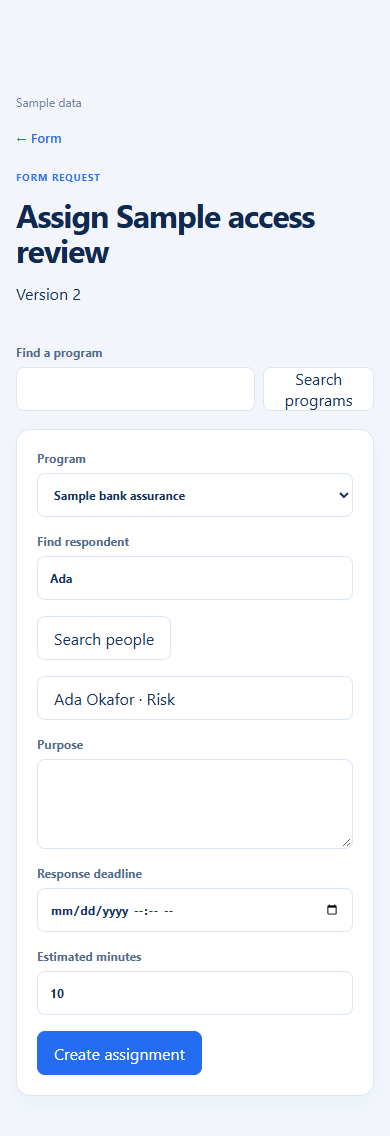 Sample data
← Form
FORM REQUEST
Assign Sample access
review
Version 2
Find a program
Search
programs
Program
Sample bank assurance
Find respondent
Ada
Search people
Ada Okafor · Risk
Purpose
Response deadline
mm/dd/yyyy --:-- --
Estimated minutes
10
Create assignment